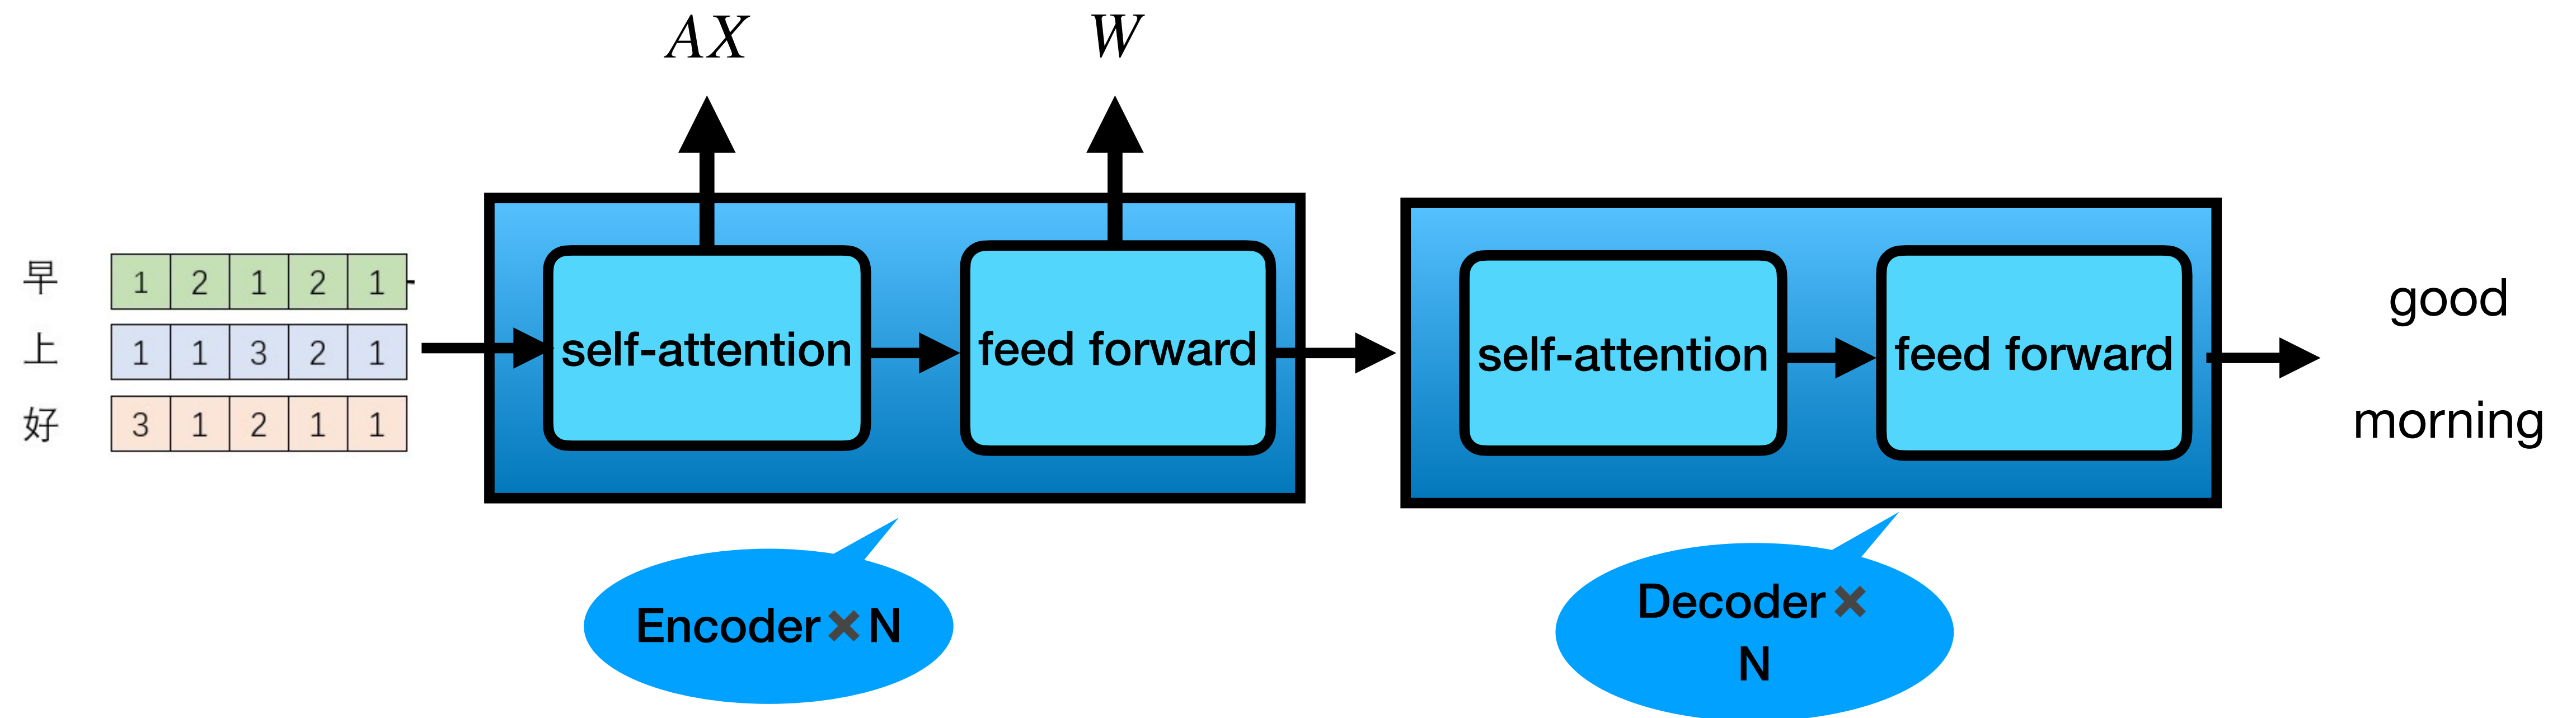 AX
W
早 1 2 1 2 1
上 1 1 3 2 1
好 3 1 2 1 1
self-attention
feed forward
self-attention
feed forward
good
morning
Encoder✖N
Decoder✖
N